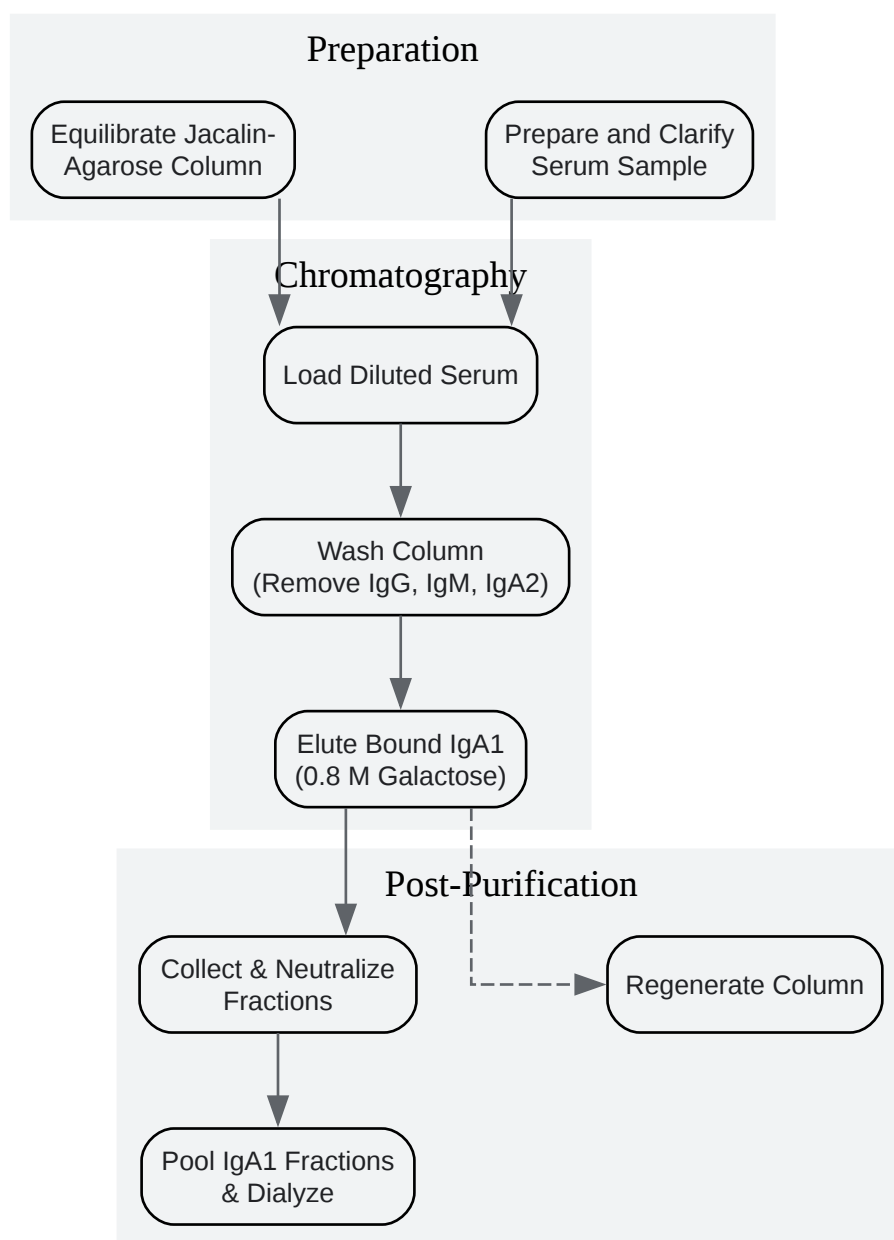 Preparation
Equilibrate Jacalin-
Agarose Column
Prepare and Clarify
Serum Sample
Chromatography
Load Diluted Serum
Wash Column
(Remove IgG, IgM, IgA2)
Elute Bound IgA1
(0.8 M Galactose)
Post-Purification
Collect & Neutralize
Fractions
Regenerate Column
Pool IgA1 Fractions
& Dialyze